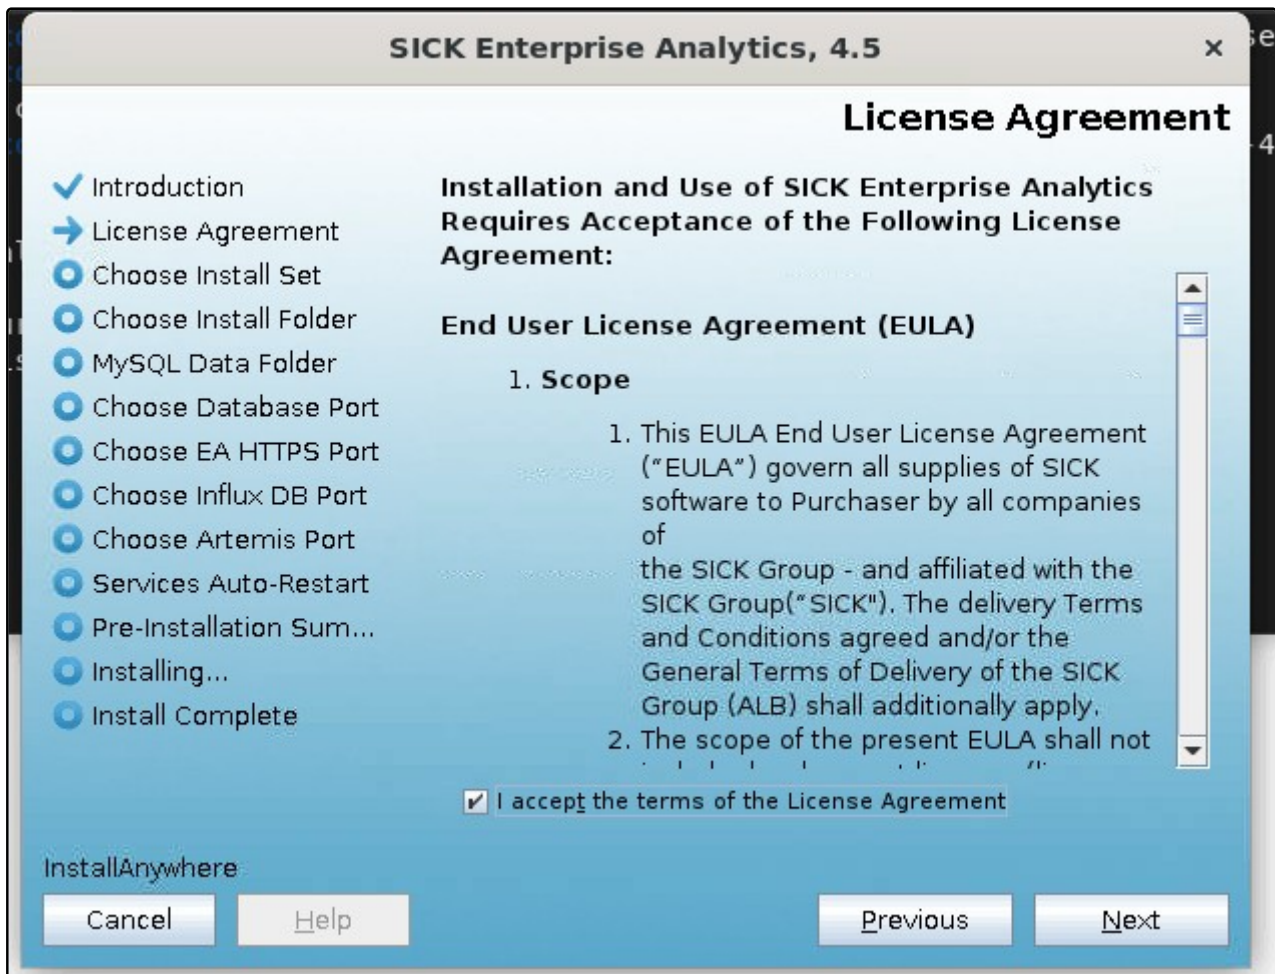 SICK Enterprise Analytics, 4.5
License Agreement
Introduction
License Agreement
Choose Install Set
Choose Install Folder
MySQL Data Folder
Choose Database Port
Choose EA HTTPS Port
Choose Influx DB Port
Choose Artemis Port
Services Auto-Restart
Pre-Installation Sum...
Installing...
Install Complete
Installation and Use of SICK Enterprise Analytics
Requires Acceptance of the Following License
Agreement:
End User License Agreement (EULA)
1. Scope
1. This EULA End User License Agreement
(“EULA”) govern all supplies of SICK
software to Purchaser by all companies
of
the SICK Group - and affiliated with the
SICK Group(“SICK"). The delivery Terms
and Conditions agreed and/or the
General Terms of Delivery of the SICK
Group (ALB) shall additionally apply.
2. The scope of the present EULA shall not
I accept the terms of the License Agreement
InstallAnywhere
Cancel
Help
Previous
Next